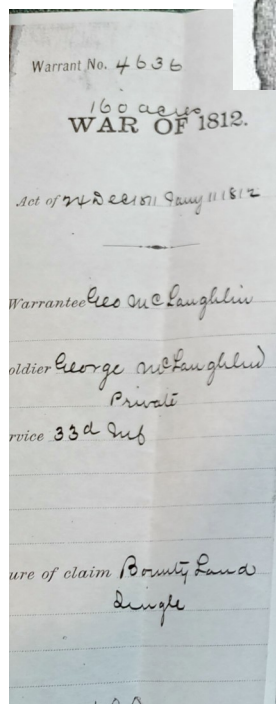 Warrant No. 4636
160 acres
WAR OF 1812.
Act of 24 Dec 1811 Jany 11 1812
Warrantee Geo McLaughlin
oldier George McLaughlin
Private
rvice 33d Inf
ure of claim Bounty Land
Single